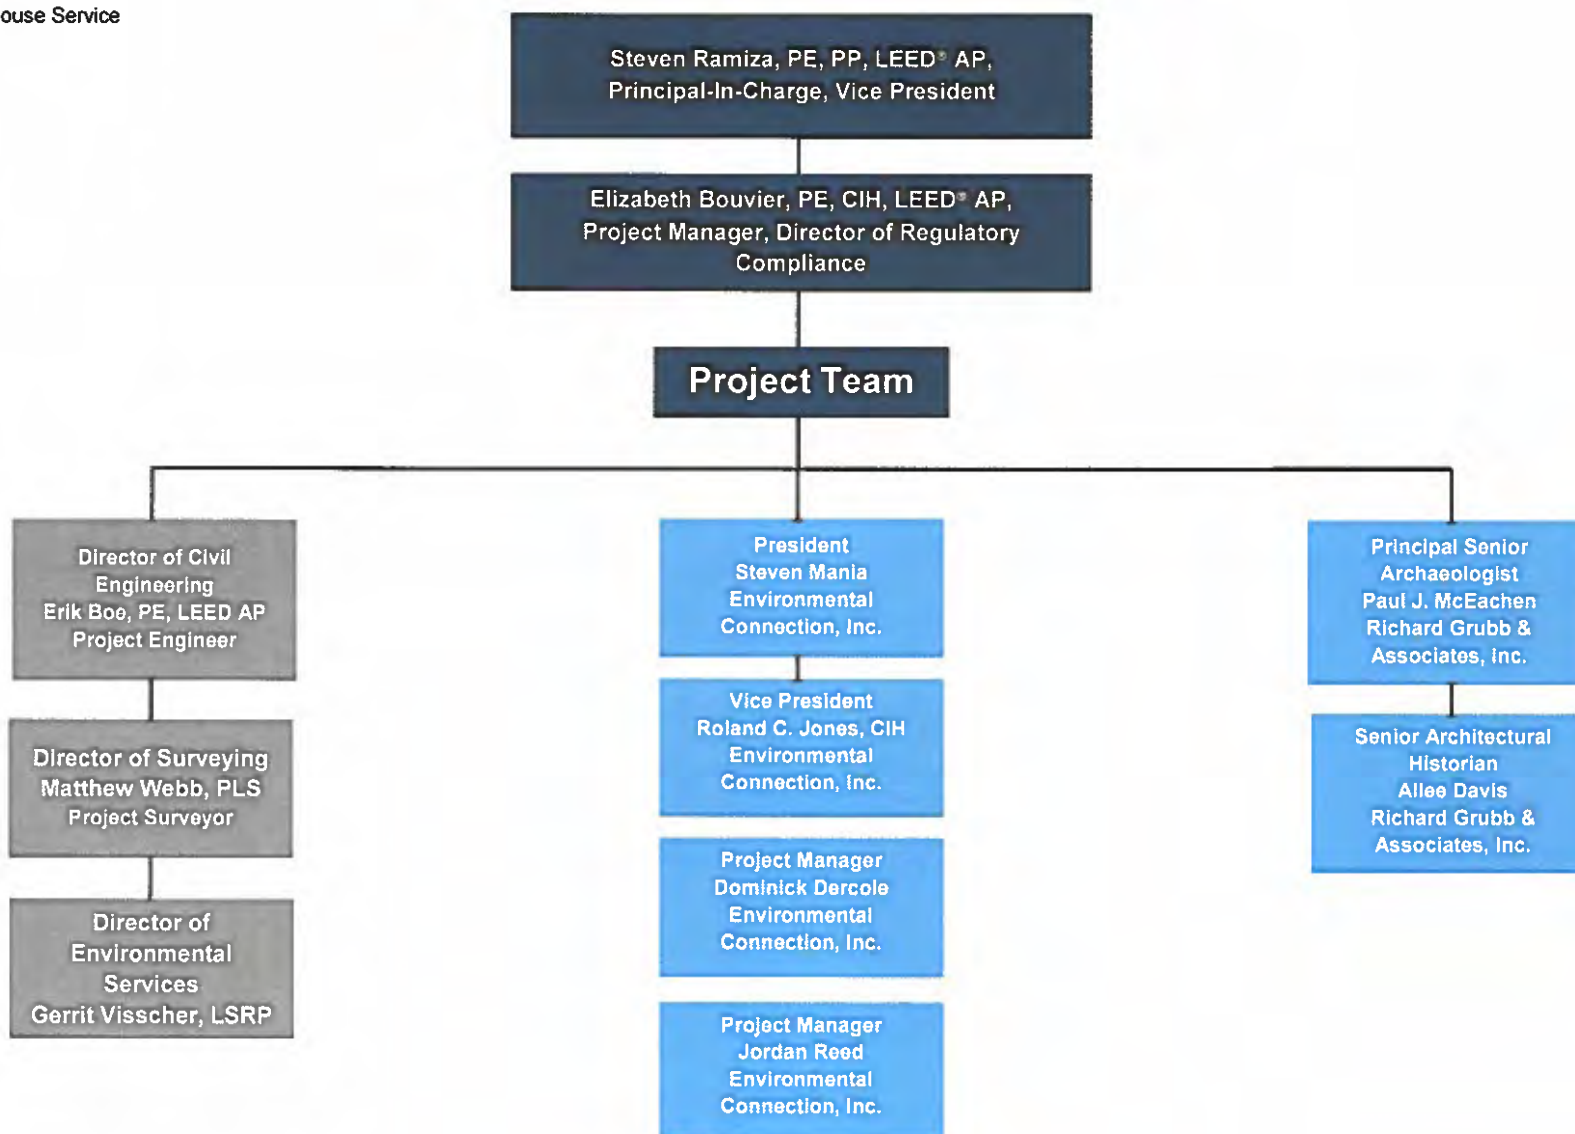 ouse Service
Steven Ramiza, PE, PP, LEED® AP,
Principal-In-Charge, Vice President
Elizabeth Bouvier, PE, CIH, LEED® AP,
Project Manager, Director of Regulatory
Compliance
Project Team
Director of Civil
Engineering
Erik Boe, PE, LEED AP
Project Engineer
Director of Surveying
Matthew Webb, PLS
Project Surveyor
Director of
Environmental
Services
Gerrit Visscher, LSRP
President
Steven Mania
Environmental
Connection, Inc.
Vice President
Roland C. Jones, CIH
Environmental
Connection, Inc.
Project Manager
Dominick Dercole
Environmental
Connection, Inc.
Project Manager
Jordan Reed
Environmental
Connection, Inc.
Principal Senior
Archaeologist
Paul J. McEachen
Richard Grubb &
Associates, Inc.
Senior Architectural
Historian
Allee Davis
Richard Grubb &
Associates, Inc.